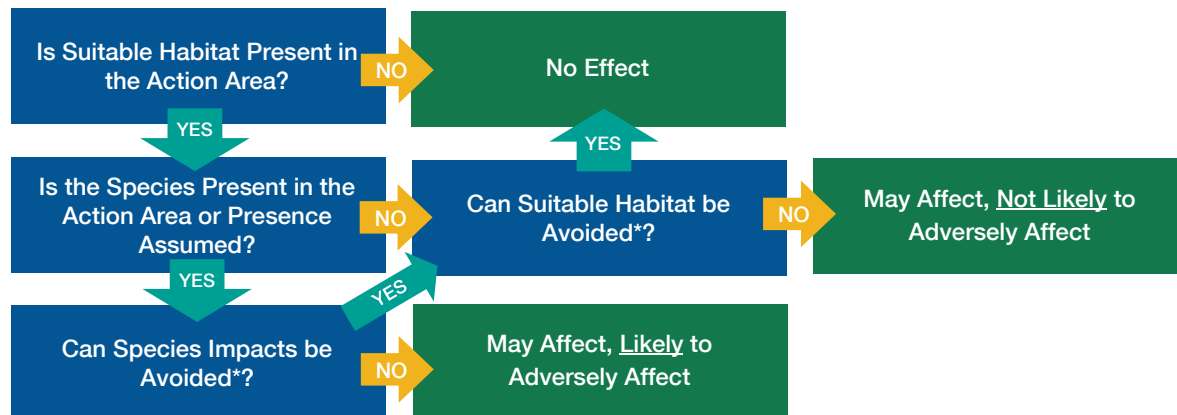 Is Suitable Habitat Present in
the Action Area?
NO
No Effect
YES
YES
Is the Species Present in the
Action Area or Presence
Assumed?
NO
Can Suitable Habitat be
Avoided*?
NO
May Affect, Not Likely to
Adversely Affect
YES
YES
Can Species Impacts be
Avoided*?
NO
May Affect, Likely to
Adversely Affect